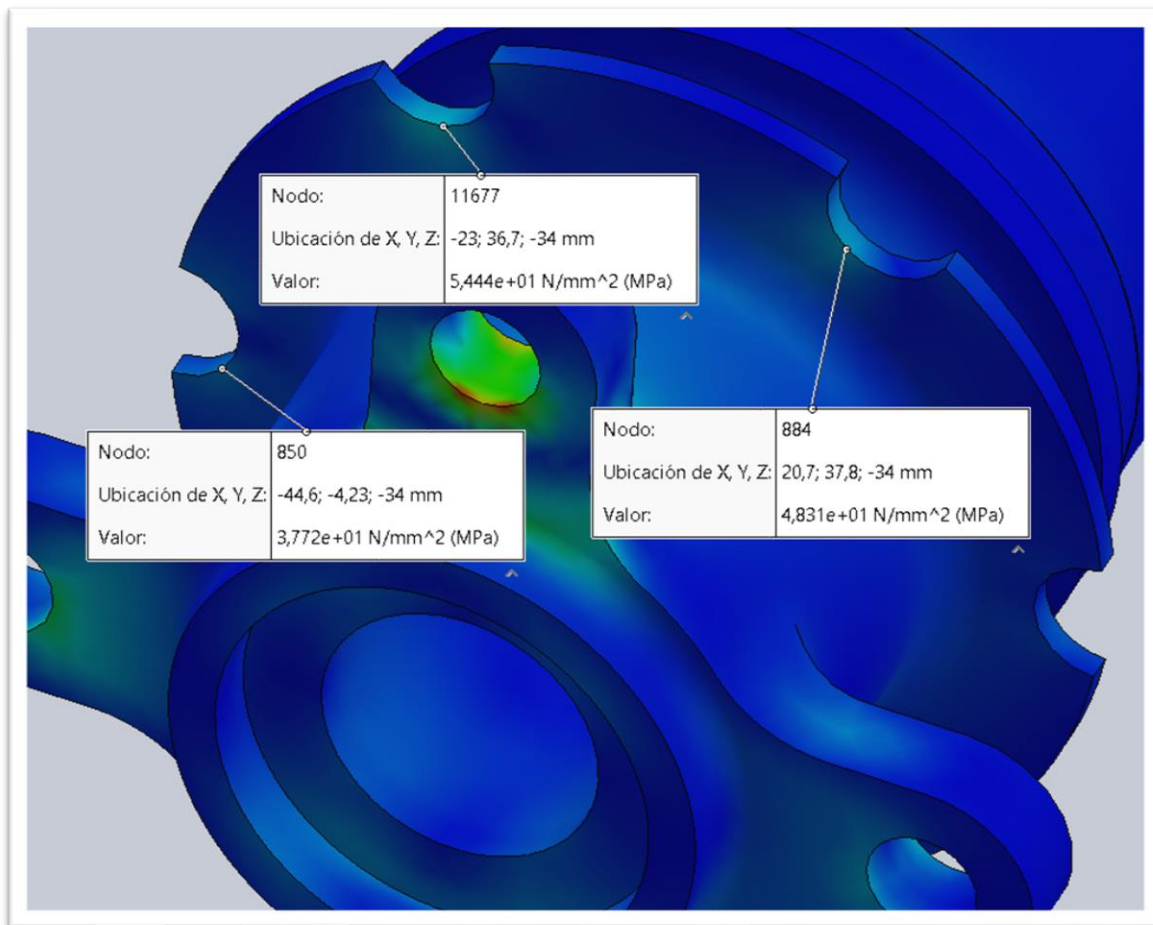 Nodo: 11677
Ubicación de X, Y, Z: -23; 36,7; -34 mm
Valor: 5,444e+01 N/mm^2 (MPa)
Nodo: 850
Ubicación de X, Y, Z: -44,6; -4,23; -34 mm
Valor: 3,772e+01 N/mm^2 (MPa)
Nodo: 884
Ubicación de X, Y, Z: 20,7; 37,8; -34 mm
Valor: 4,831e+01 N/mm^2 (MPa)